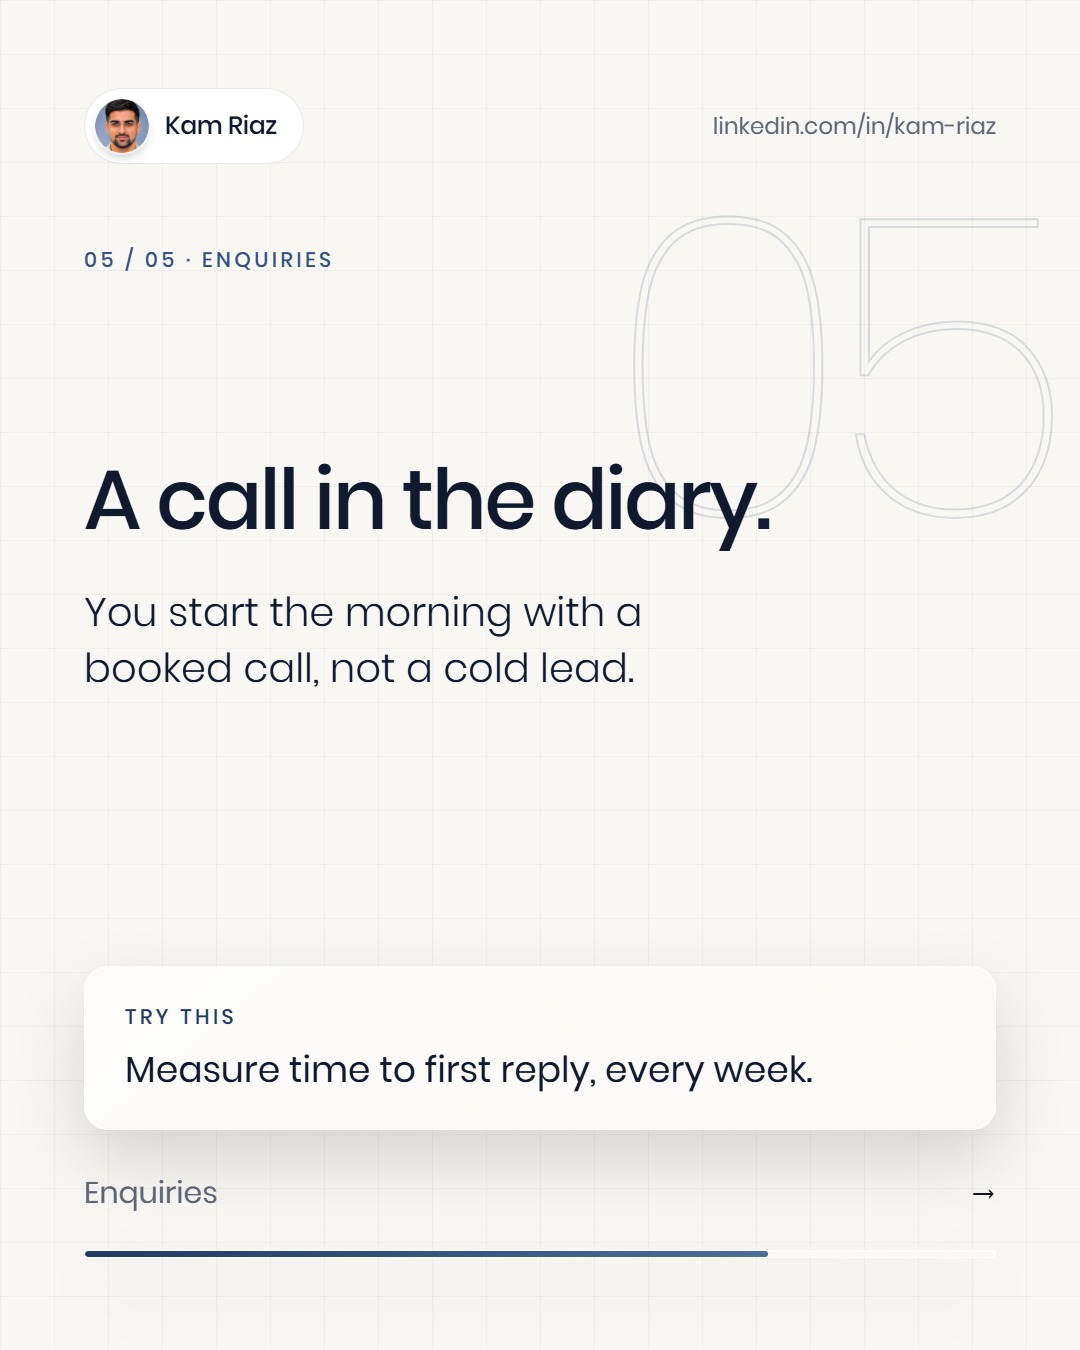 Kam Riaz
linkedin.com/in/kam-riaz
05 / 05 · ENQUIRIES
05
A call in the diary.
You start the morning with a
booked call, not a cold lead.
TRY THIS
Measure time to first reply, every week.
Enquiries
→